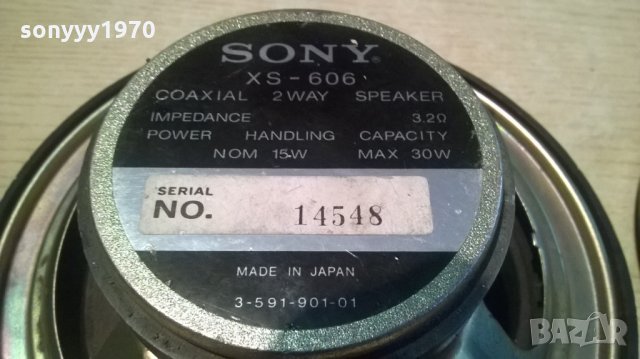 sonyyy1970
SONY®
XS-606
COAXIAL 2WAY SPEAKER
IMPEDANCE 3.2Ω
POWER HANDLING CAPACITY
NOM 15W MAX 30W
SERIAL
NO. 14548
MADE IN JAPAN
3-591-901-01
bazar